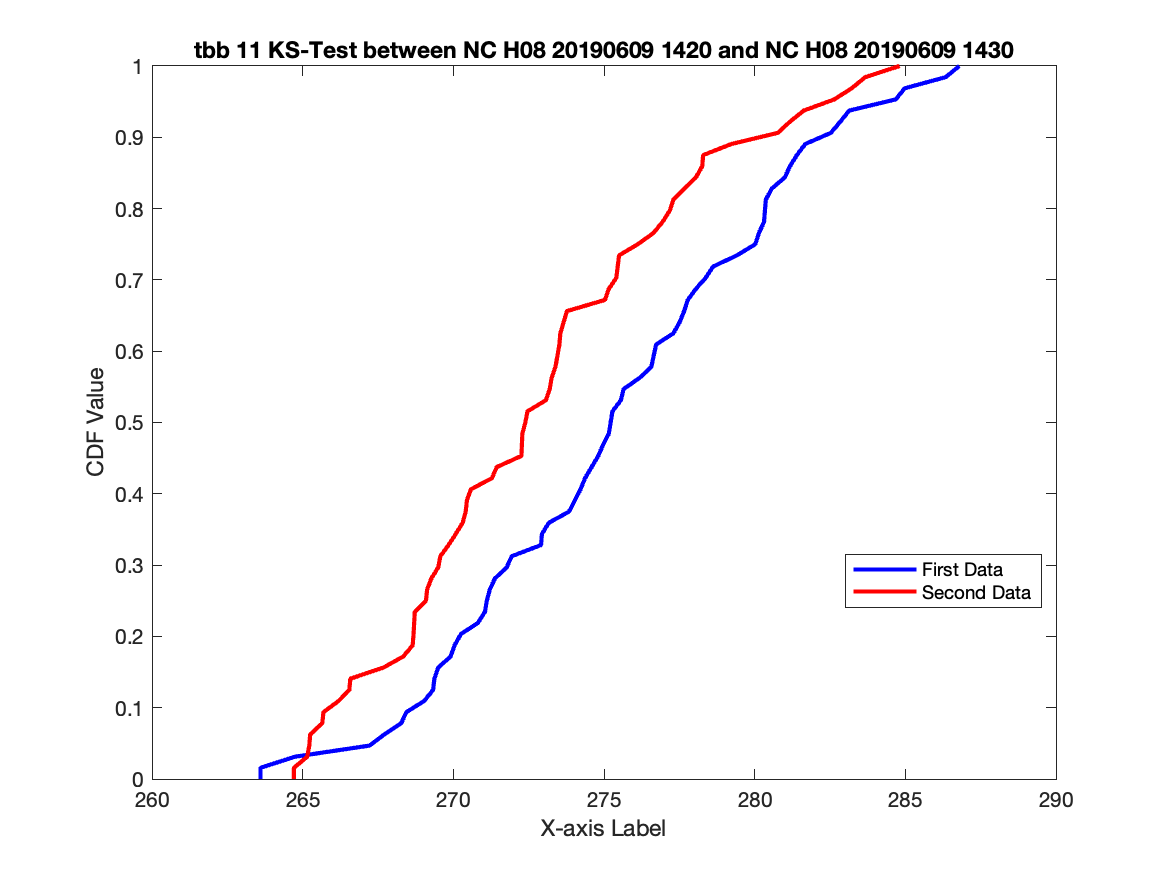 tbb 11 KS-Test between NC H08 20190609 1420 and NC H08 20190609 1430
1
0.9
0.8
0.7
0.6
0.5
0.4
0.3
0.2
0.1
0
CDF Value
First Data
Second Data
260 265 270 275 280 285 290
X-axis Label